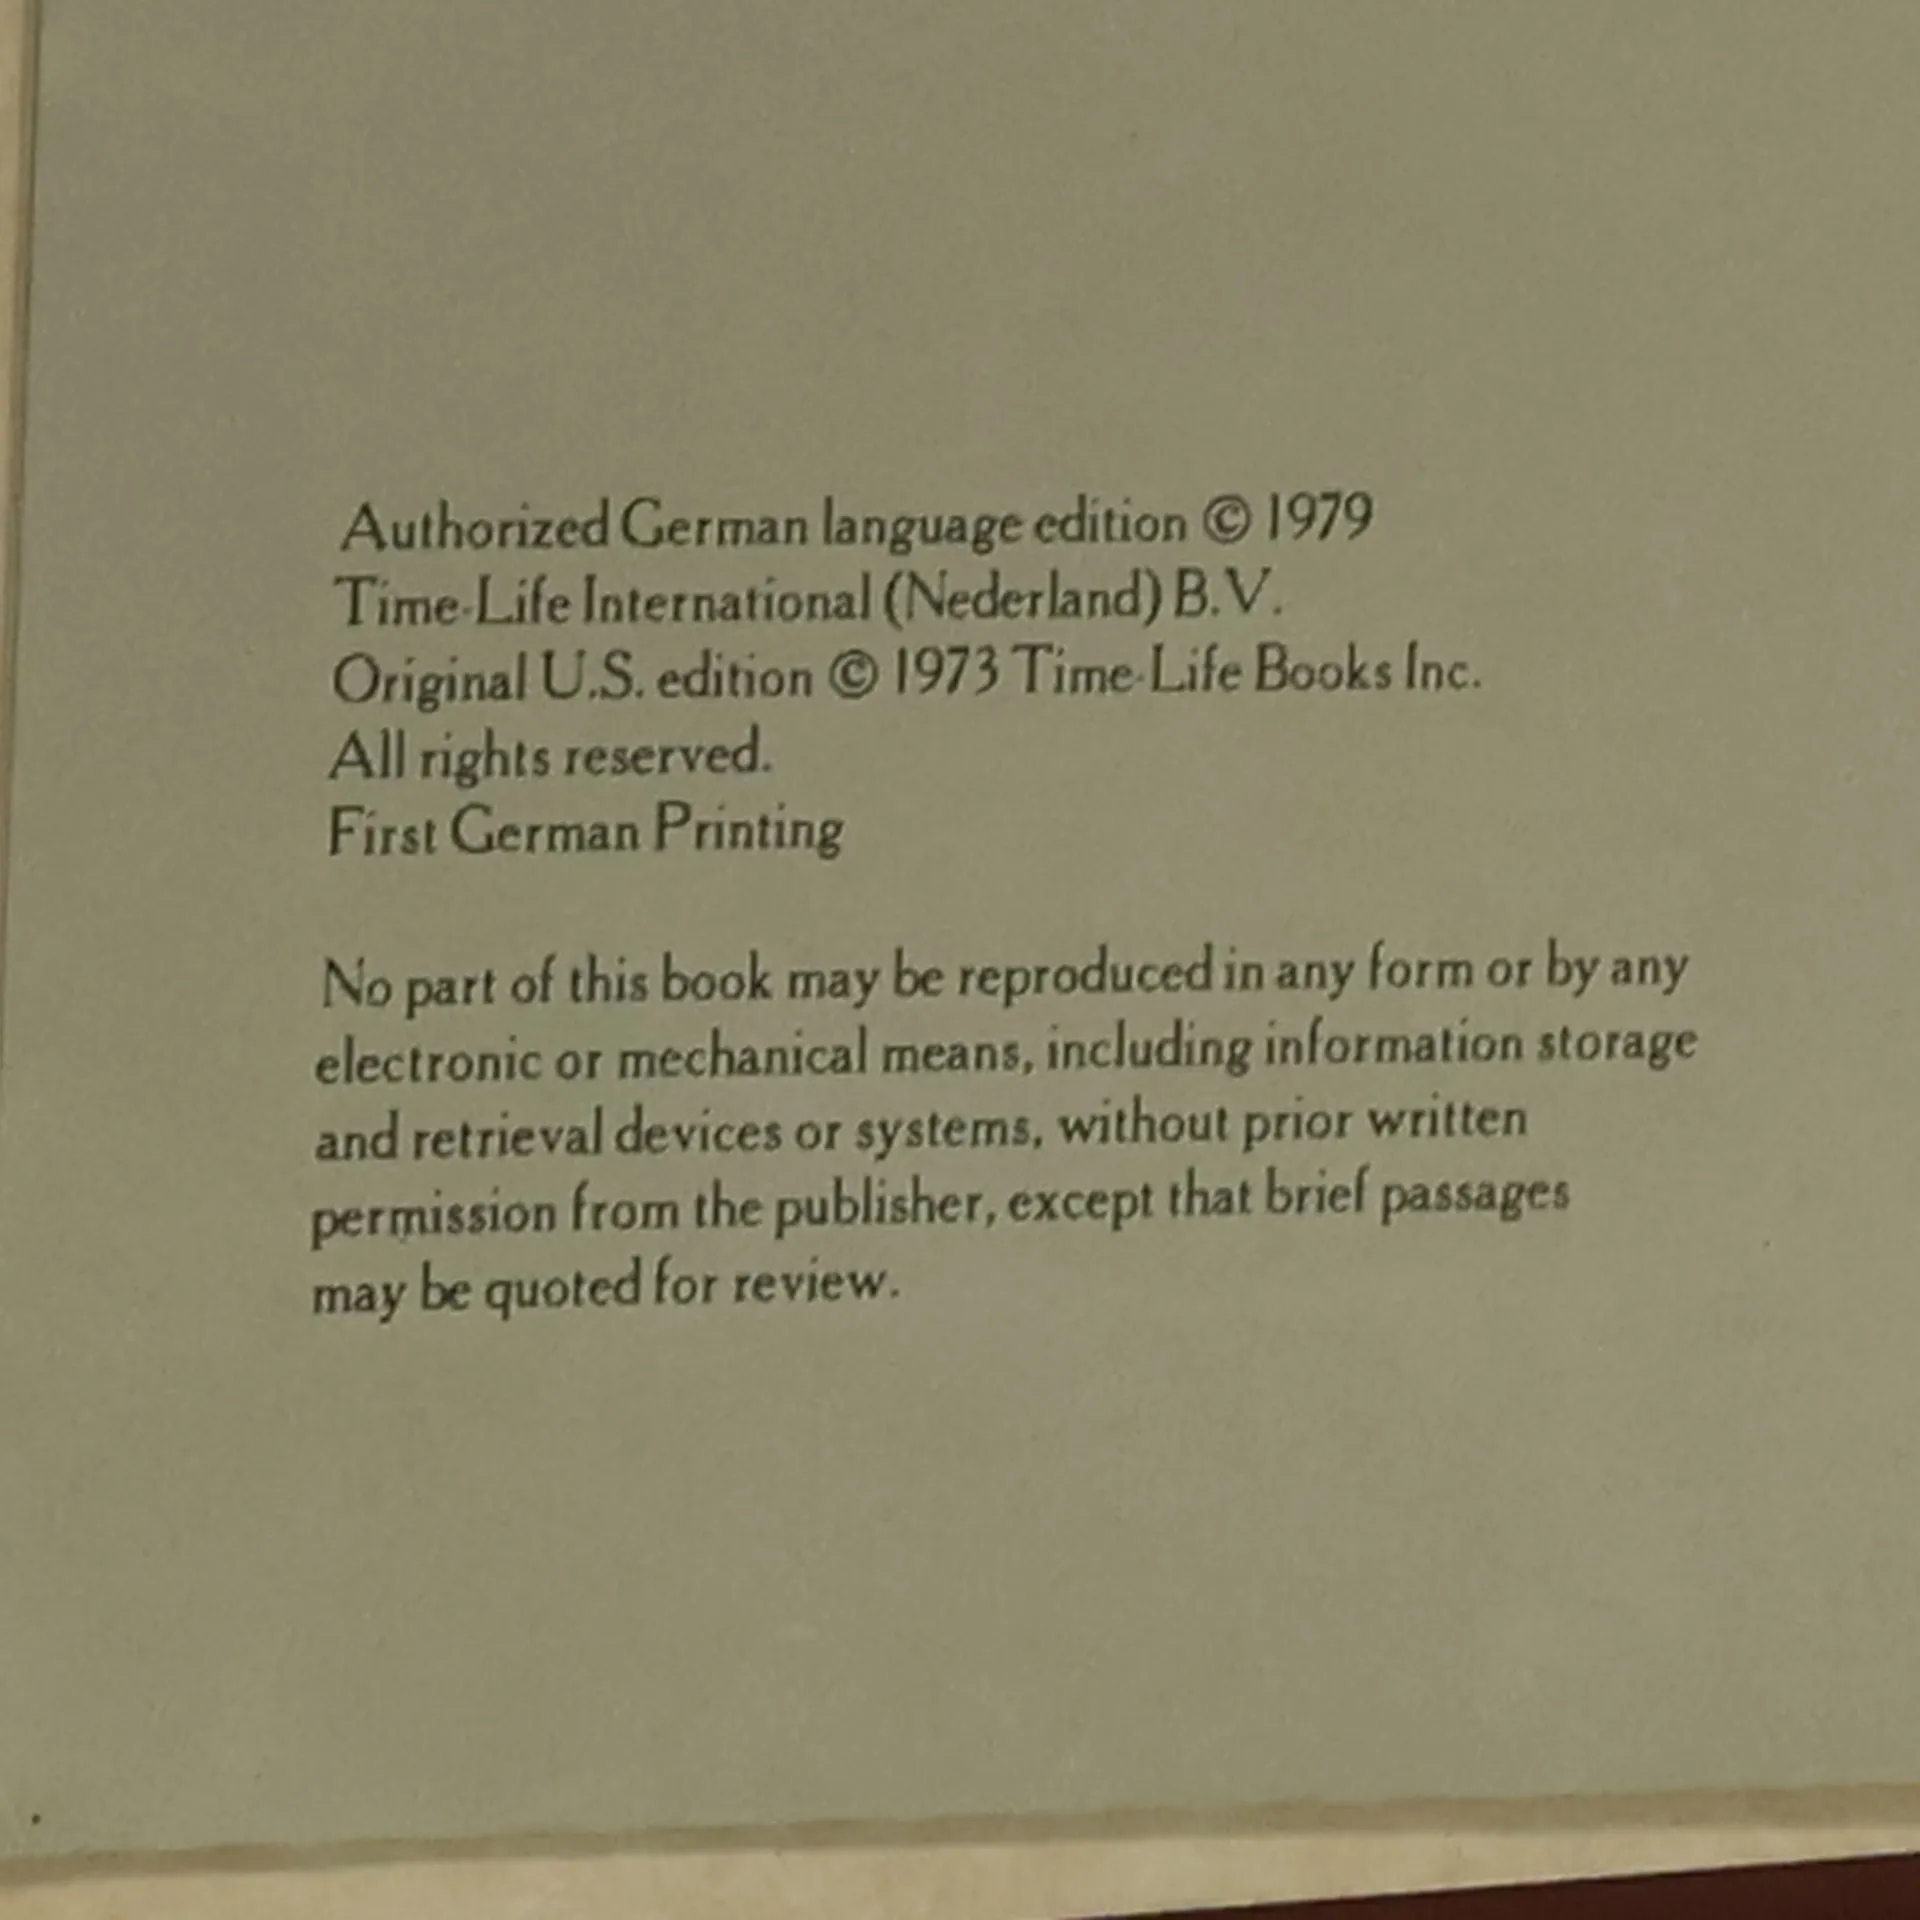 Authorized German language edition © 1979
Time-Life International (Nederland) B.V.
Original U.S. edition © 1973 Time-Life Books Inc.
All rights reserved.
First German Printing
No part of this book may be reproduced in any form or by any
electronic or mechanical means, including information storage
and retrieval devices or systems, without prior written
permission from the publisher, except that brief passages
may be quoted for review.